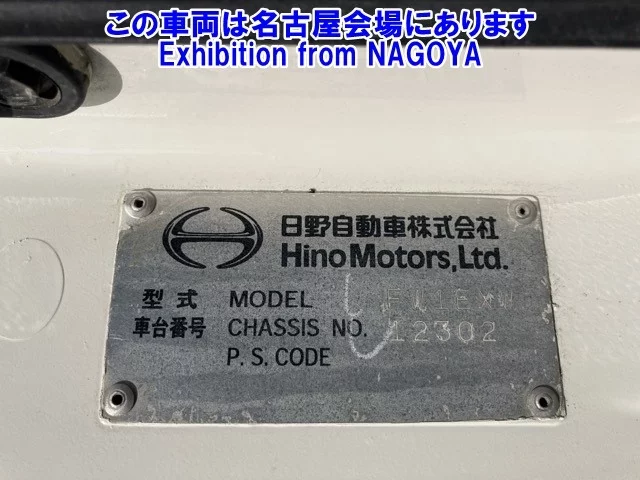 この車両は名古屋会場にあります
Exhibition from NAGOYA
日野自動車株式会社
Hino Motors, Ltd.
型式 MODEL
車台番号 CHASSIS NO. 12302
P.S. CODE